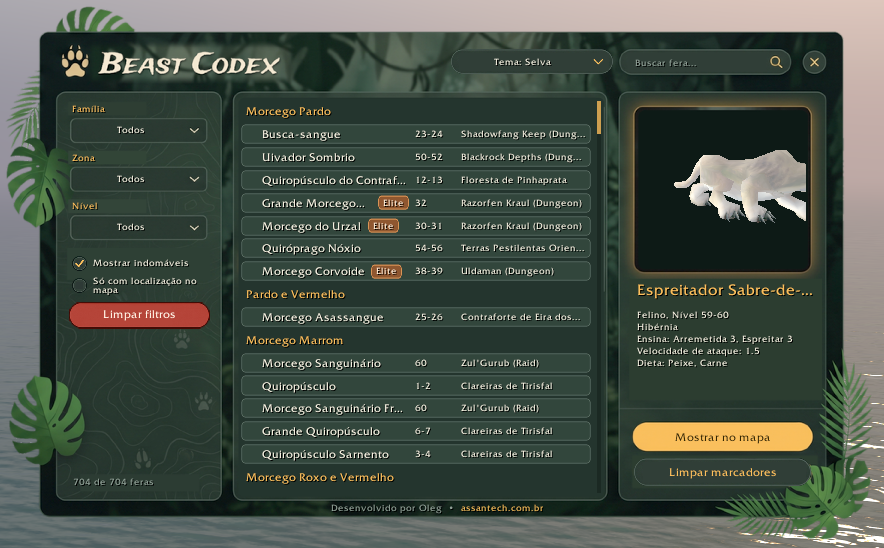 Beast Codex
Tema: Selva
Buscar fera...
Família
Todos
Zona
Todos
Nível
Todos
Mostrar indomáveis
Só com localização no
mapa
Limpar filtros
704 de 704 feras
Morcego Pardo
Busca-sangue 23-24 Shadowfang Keep (Dung...
Uivador Sombrio 50-52 Blackrock Depths (Dung...
Quiropúsculo do Contraf... 12-13 Floresta de Pinhaprata
Grande Morcego... Elite 32 Razorfen Kraul (Dungeon)
Morcego do Urzal Elite 30-31 Razorfen Kraul (Dungeon)
Quiróprago Nóxio 54-56 Terras Pestilentas Orien...
Morcego Corvoide Elite 38-39 Uldaman (Dungeon)
Pardo e Vermelho
Morcego Asassangue 25-26 Contraforte de Eira dos...
Morcego Marrom
Morcego Sanguinário 60 Zul'Gurub (Raid)
Quiropúsculo 1-2 Clareiras de Tirisfal
Morcego Sanguinário Fr... 60 Zul'Gurub (Raid)
Grande Quiropúsculo 6-7 Clareiras de Tirisfal
Quiropúsculo Sarnento 3-4 Clareiras de Tirisfal
Morcego Roxo e Vermelho
Espreitador Sabre-de-...
Felino, Nível 59-60
Hibérnia
Ensina: Arremetida 3, Espreitar 3
Velocidade de ataque: 1.5
Dieta: Peixe, Carne
Mostrar no mapa
Limpar marcadores
Desenvolvido por Oleg • assantech.com.br